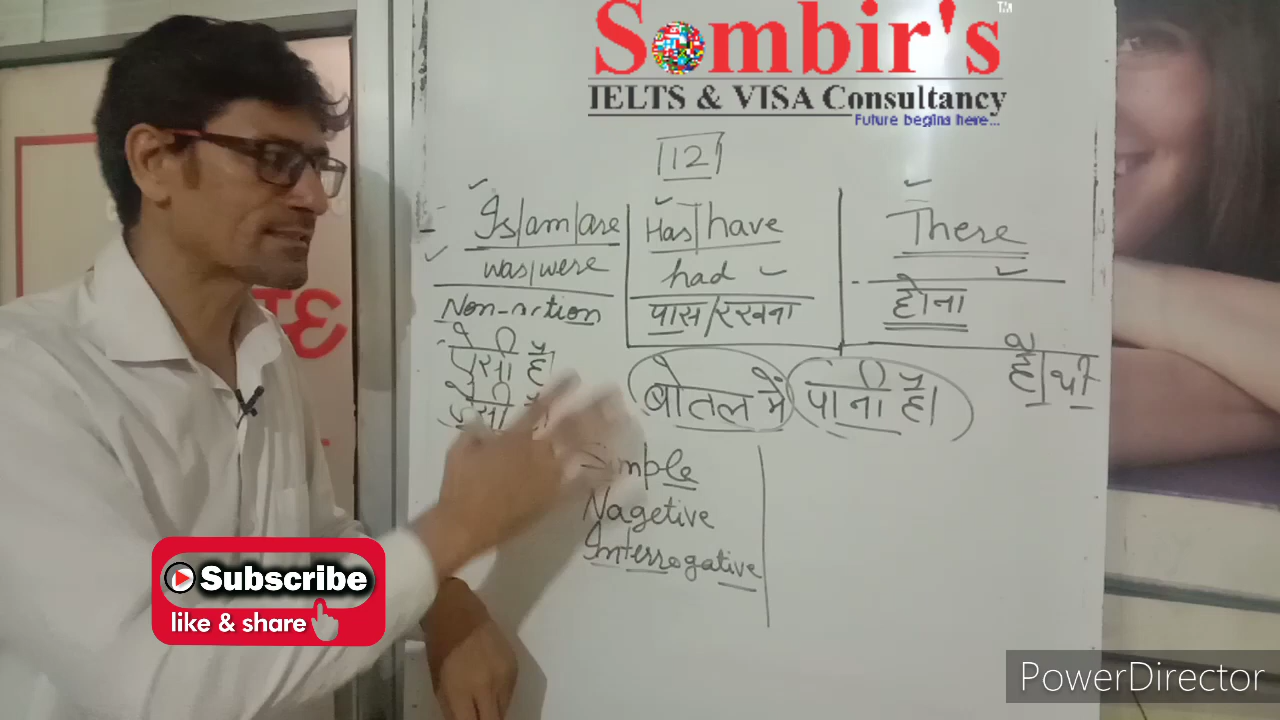 Sombir's™
IELTS & VISA Consultancy
Future begins here...
12
Is/am/are
was/were
Non-action
Has/have
had
पास/रखना
There
होना
है/थी
बोतल में पानी है।
Simple
Nagetive
Interrogative
Subscribe
like & share
PowerDirector